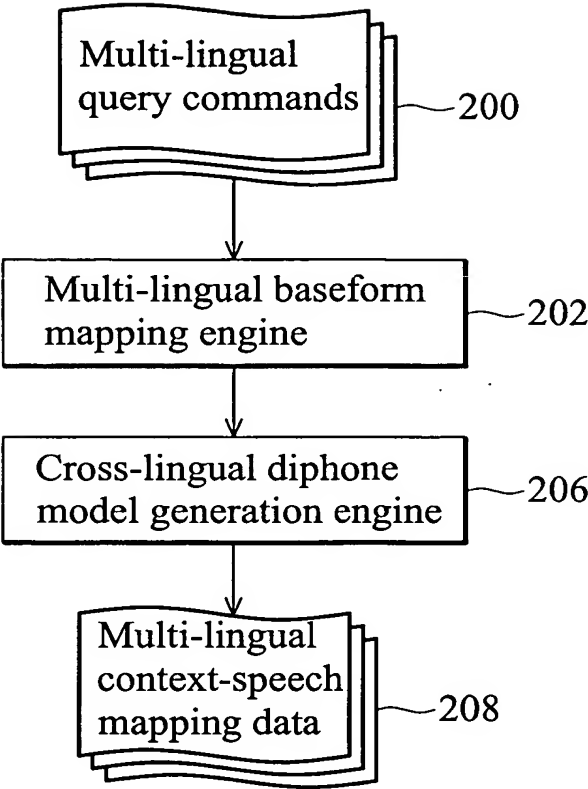 Multi-lingual
query commands
200
Multi-lingual baseform
mapping engine
202
Cross-lingual diphone
model generation engine
206
Multi-lingual
context-speech
mapping data
208